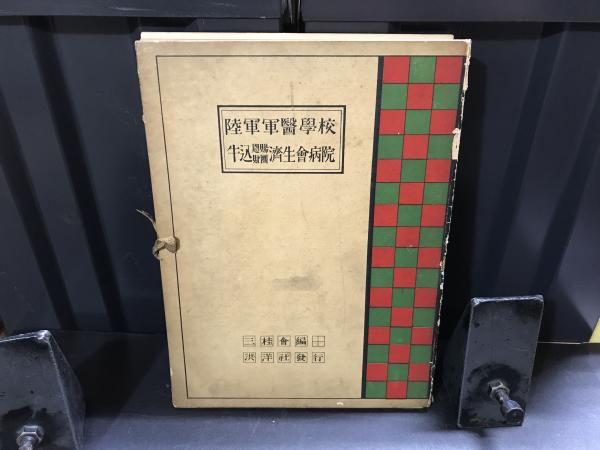 陸軍軍醫學校
牛込恩賜財團濟生會病院
三桂會編
洪洋社發行